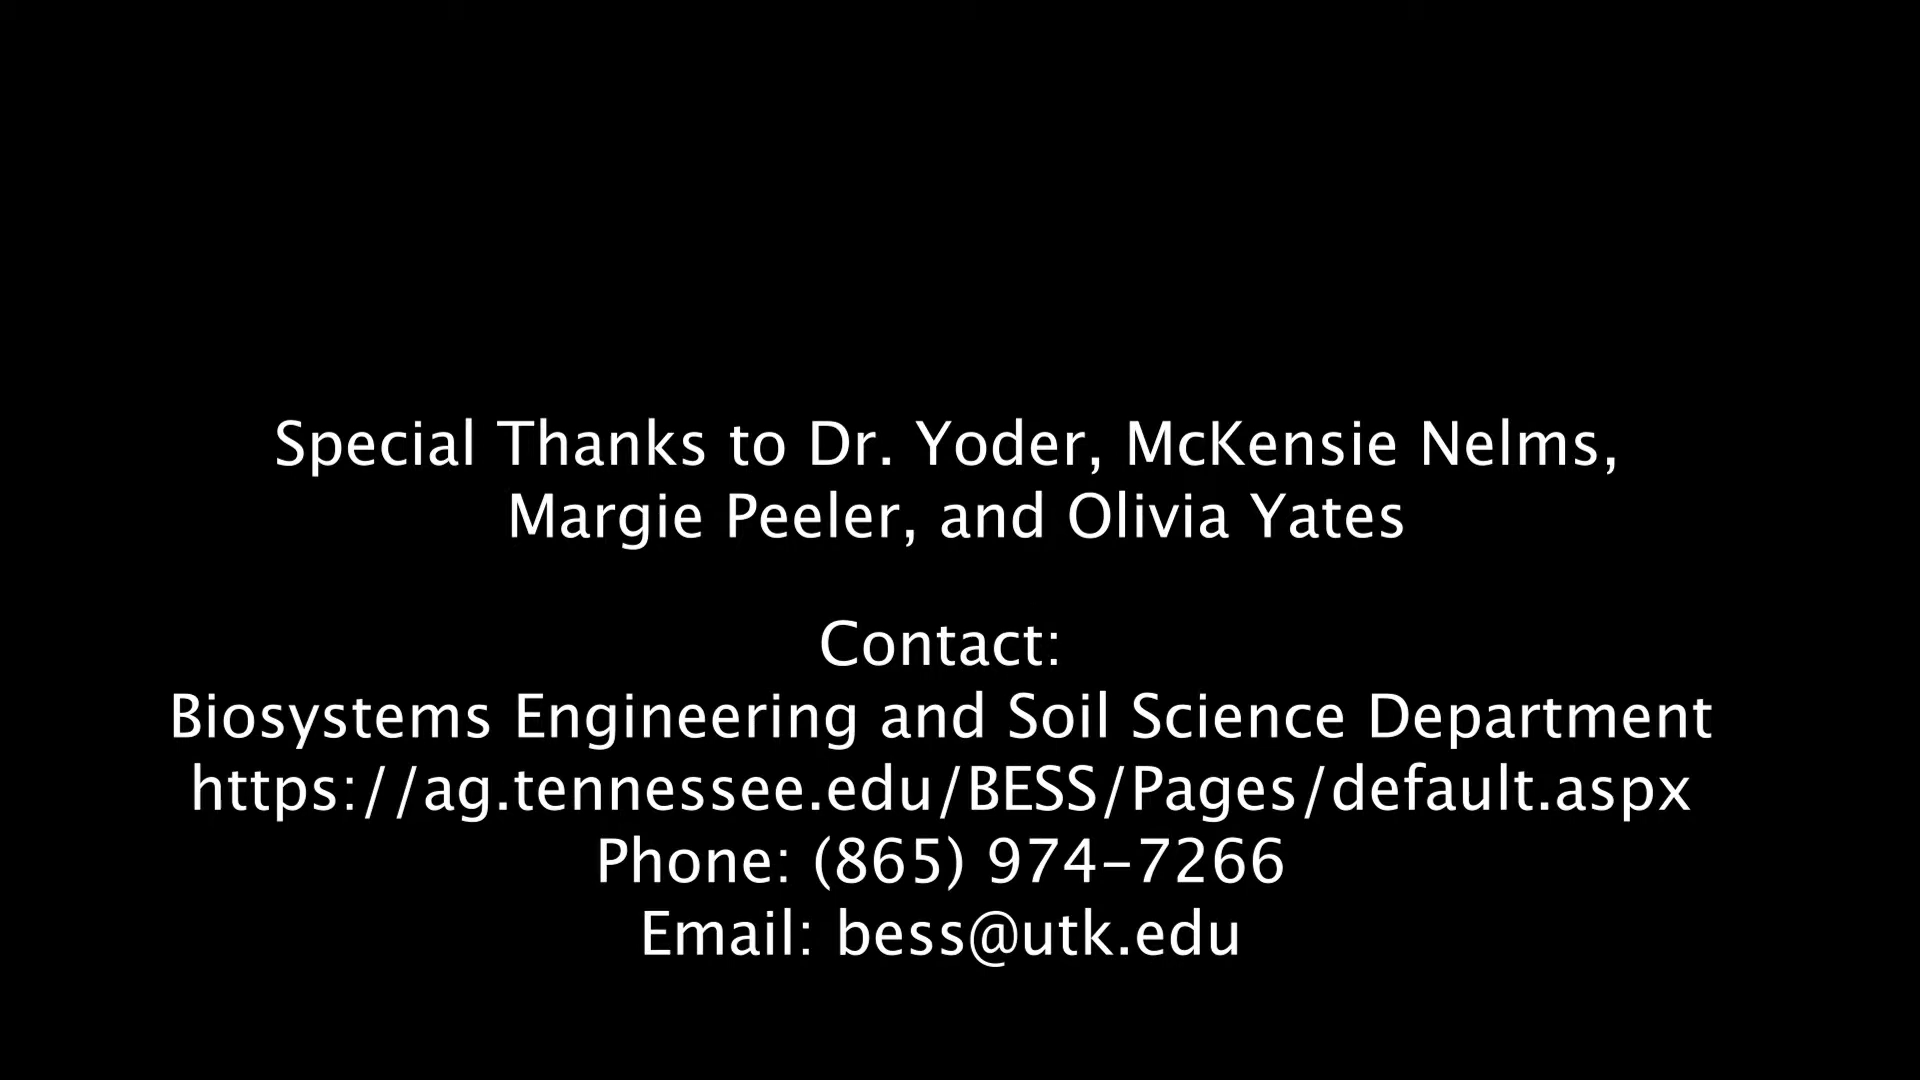 Special Thanks to Dr. Yoder, McKensie Nelms,
Margie Peeler, and Olivia Yates
Contact:
Biosystems Engineering and Soil Science Department
https://ag.tennessee.edu/BESS/Pages/default.aspx
Phone: (865) 974-7266
Email: bess@utk.edu